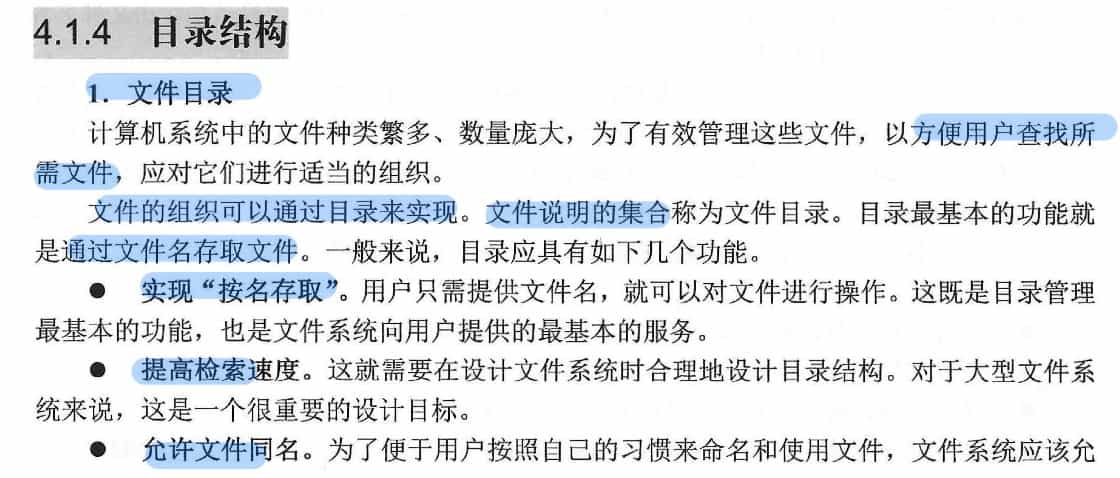 4.1.4 目录结构
1. 文件目录
计算机系统中的文件种类繁多、数量庞大，为了有效管理这些文件，以方便用户查找所
需文件，应对它们进行适当的组织。
文件的组织可以通过目录来实现。文件说明的集合称为文件目录。目录最基本的功能就
是通过文件名存取文件。一般来说，目录应具有如下几个功能。
● 实现“按名存取”。用户只需提供文件名，就可以对文件进行操作。这既是目录管理
最基本的功能，也是文件系统向用户提供的最基本的服务。
● 提高检索速度。这就需要在设计文件系统时合理地设计目录结构。对于大型文件系
统来说，这是一个很重要的设计目标。
● 允许文件同名。为了便于用户按照自己的习惯来命名和使用文件，文件系统应该允